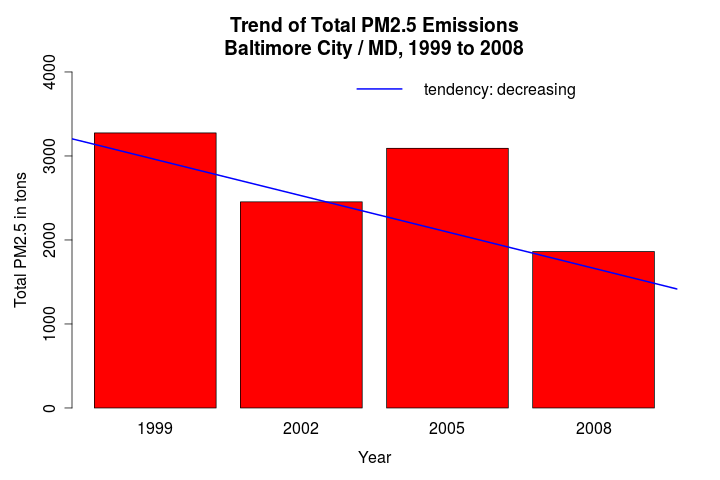 Trend of Total PM2.5 Emissions
Baltimore City / MD, 1999 to 2008
tendency: decreasing
Total PM2.5 in tons
4000
3000
2000
1000
0
1999 2002 2005 2008
Year